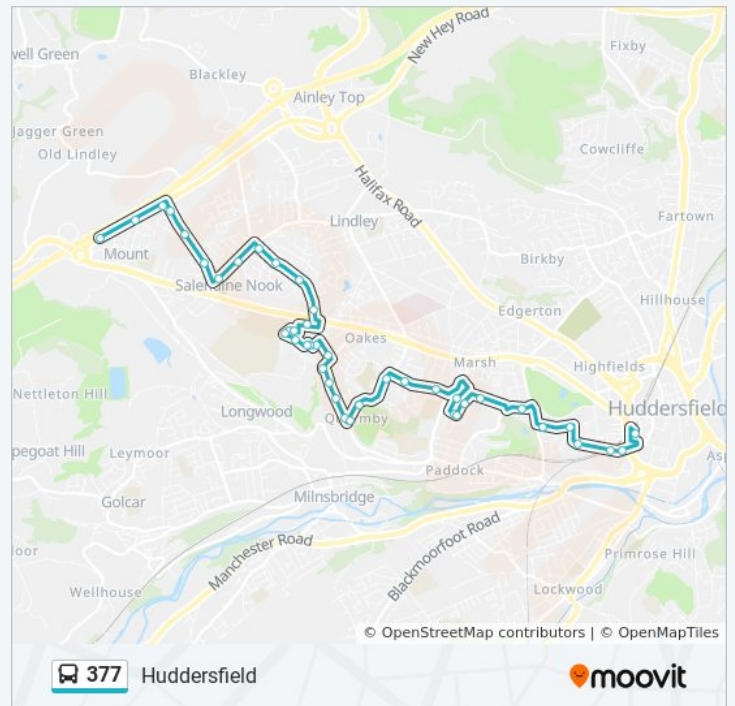 New Hey Road
Fixby
well Green
Blackley
Ainley Top
Jagger Green
Old Lindley
Cowcliffe
Halifax Road
Lindley
Fartown
Mount
Birkby
Salendine Nook
Hillhouse
Edgerton
Oakes
Marsh
Highfields
Nettleton Hill
Longwood
Quarmby
Huddersfield
pegoat Hill
Leymoor
Paddock
Asp
Golcar
Milnsbridge
Manchester Road
Blackmoorfoot Road
oor
Primrose Hill
Wellhouse
Lockwood
© OpenStreetMap contributors | © OpenMapTiles
377 Huddersfield
moovit